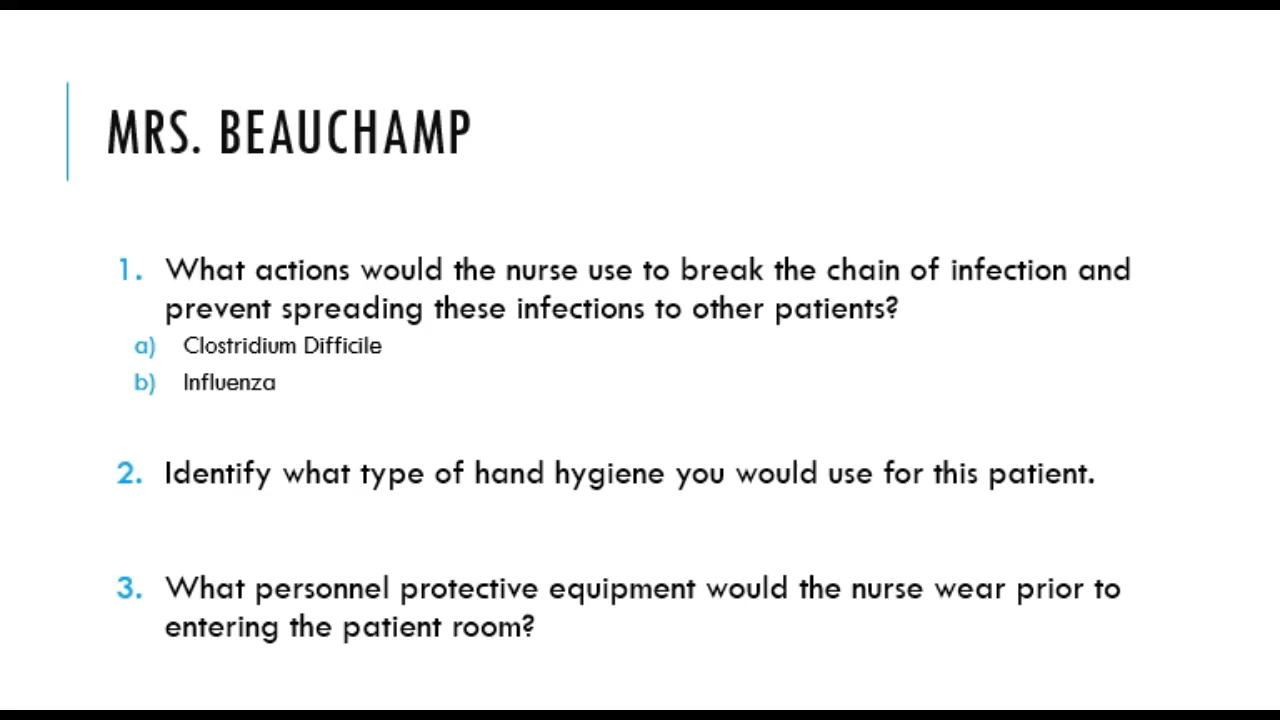 MRS. BEAUCHAMP
1. What actions would the nurse use to break the chain of infection and
prevent spreading these infections to other patients?
a) Clostridium Difficile
b) Influenza
2. Identify what type of hand hygiene you would use for this patient.
3. What personnel protective equipment would the nurse wear prior to
entering the patient room?